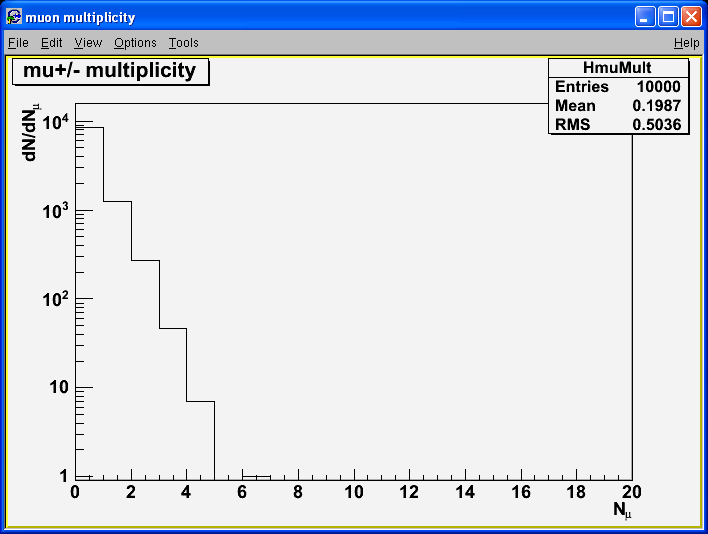 muon multiplicity
File Edit View Options Tools Help
mu+/- multiplicity
HmuMult
Entries 10000
Mean 0.1987
RMS 0.5036
dN/dNμ
10⁴
10³
10²
10
1
0 2 4 6 8 10 12 14 16 18 20
Nμ